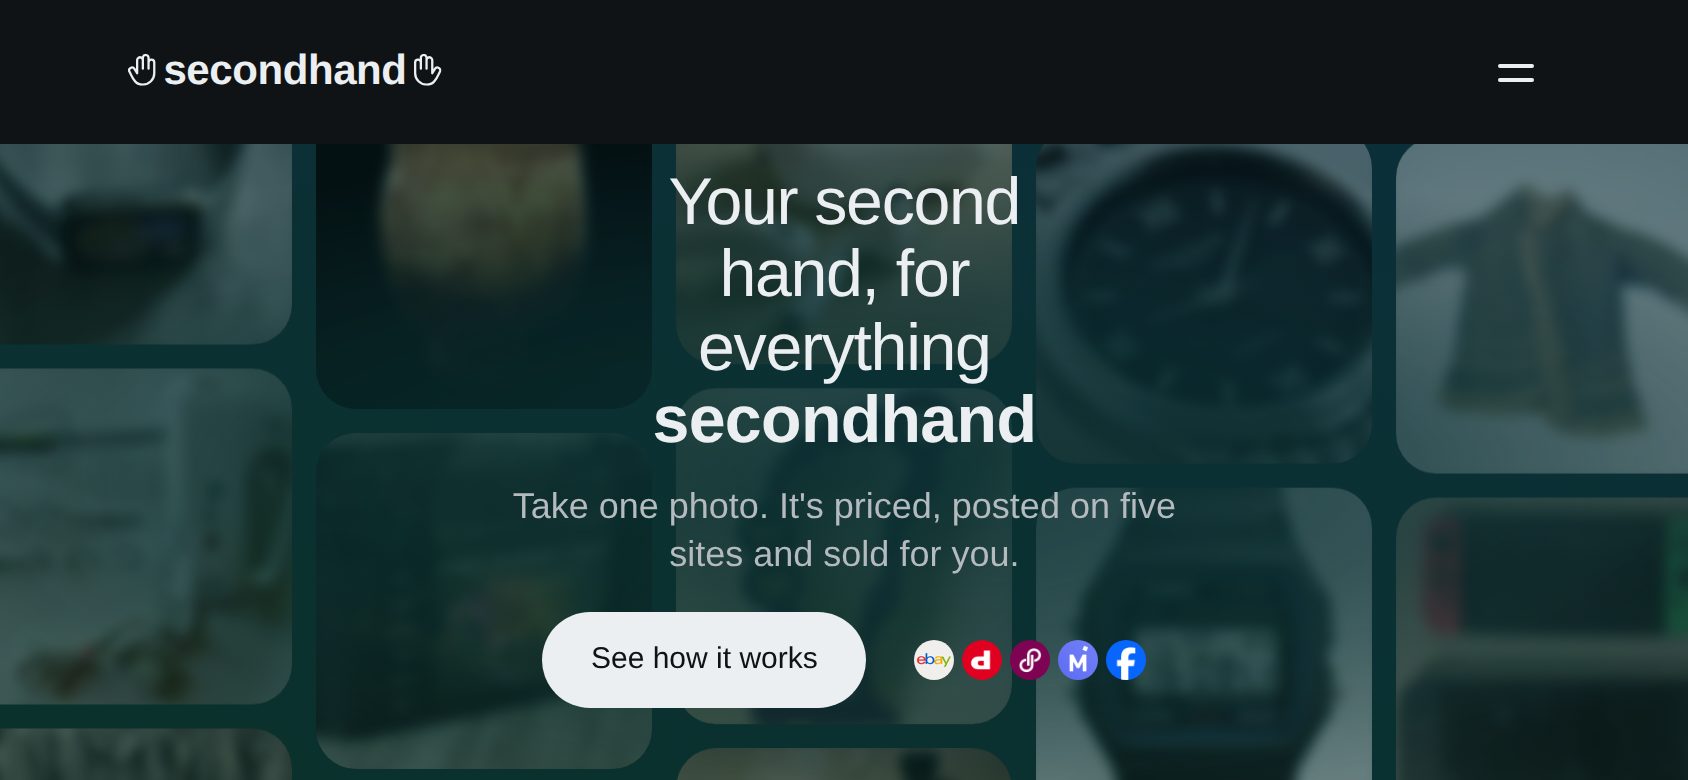 secondhand
Your second
hand, for
everything
secondhand
Take one photo. It's priced, posted on five
sites and sold for you.
See how it works
ebay